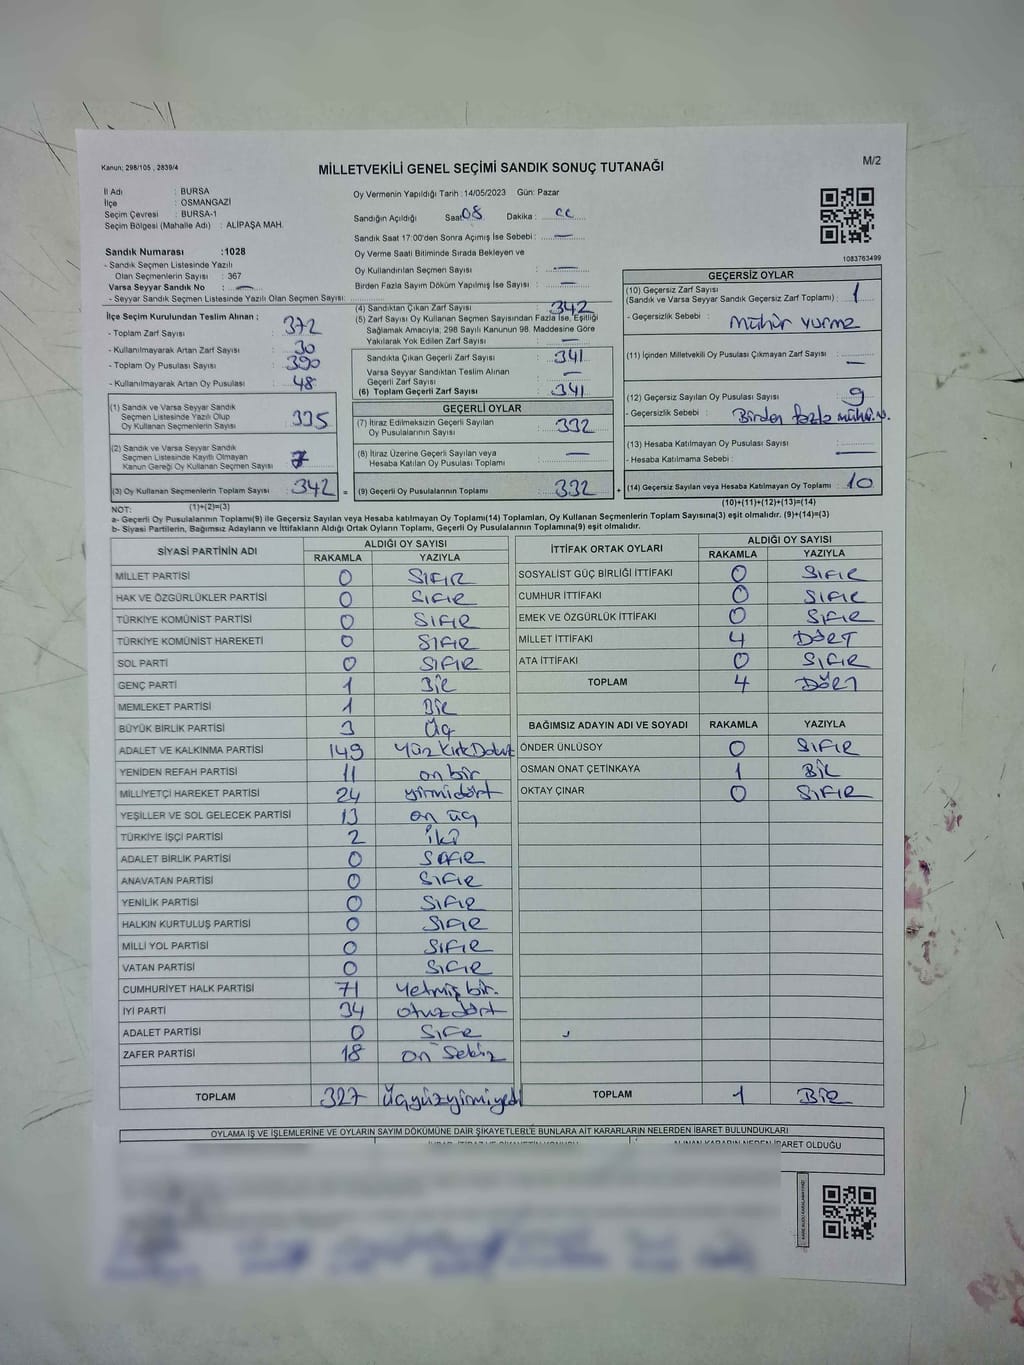 Kanun; 298/105 , 2839/4
MİLLETVEKİLİ GENEL SEÇİMİ SANDIK SONUÇ TUTANAĞI
M/2
İl Adı : BURSA
İlçe : OSMANGAZİ
Seçim Çevresi : BURSA-1
Seçim Bölgesi (Mahalle Adı) : ALİPAŞA MAH.
Oy Vermenin Yapıldığı Tarih :14/05/2023 Gün: Pazar
Sandığın Açıldığı Saat: 08 Dakika :
Sandık Saat 17:00'den Sonra Açımış İse Sebebi : —
Oy Verme Saati Bitiminde Sırada Bekleyen ve
Oy Kullandırılan Seçmen Sayısı : —
Birden Fazla Sayım Döküm Yapılmış İse Sayısı : —
1083763499
Sandık Numarası :1028
- Sandık Seçmen Listesinde Yazılı
Olan Seçmenlerin Sayısı : 367
Varsa Seyyar Sandık No : —
- Seyyar Sandık Seçmen Listesinde Yazılı Olan Seçmen Sayısı:
İlçe Seçim Kurulundan Teslim Alınan ;
- Toplam Zarf Sayısı : 372
- Kullanılmayarak Artan Zarf Sayısı : 30
- Toplam Oy Pusulası Sayısı : 390
- Kullanılmayarak Artan Oy Pusulası : 48
(1) Sandık ve Varsa Seyyar Sandık
Seçmen Listesinde Yazılı Olup
Oy Kullanan Seçmenlerin Sayısı : 335
(2) Sandık ve Varsa Seyyar Sandık
Seçmen Listesinde Kayıtlı Olmayan
Kanun Gereği Oy Kullanan Seçmen Sayısı : 7
(3) Oy Kullanan Seçmenlerin Toplam Sayısı : 342 =
(4) Sandıktan Çıkan Zarf Sayısı : 342
(5) Zarf Sayısı Oy Kullanan Seçmen Sayısından Fazla İse, Eşitliği
Sağlamak Amacıyla, 298 Sayılı Kanunun 98. Maddesine Göre
Yakılarak Yok Edilen Zarf Sayısı : —
Sandıkta Çıkan Geçerli Zarf Sayısı : 341
Varsa Seyyar Sandıktan Teslim Alınan
Geçerli Zarf Sayısı : —
(6) Toplam Geçerli Zarf Sayısı : 341
GEÇERLİ OYLAR
(7) İtiraz Edilmeksizin Geçerli Sayılan
Oy Pusulalarının Sayısı : 332
(8) İtiraz Üzerine Geçerli Sayılan veya
Hesaba Katılan Oy Pusulası Toplamı : —
(9) Geçerli Oy Pusulalarının Toplamı : 332 +
GEÇERSİZ OYLAR
(10) Geçersiz Zarf Sayısı
(Sandık ve Varsa Seyyar Sandık Geçersiz Zarf Toplamı) : 1
- Geçersizlik Sebebi : mühür vurma
(11) İçinden Milletvekili Oy Pusulası Çıkmayan Zarf Sayısı : —
(12) Geçersiz Sayılan Oy Pusulası Sayısı : 9
- Geçersizlik Sebebi : Birden fazla mühür.
(13) Hesaba Katılmayan Oy Pusulası Sayısı :
- Hesaba Katılmama Sebebi : —
(14) Geçersiz Sayılan veya Hesaba Katılmayan Oy Toplamı : 10
NOT: (1)+(2)=(3) (10)+(11)+(12)+(13)=(14)
a- Geçerli Oy Pusulalarının Toplamı(9) ile Geçersiz Sayılan veya Hesaba katılmayan Oy Toplamı(14) Toplamları, Oy Kullanan Seçmenlerin Toplam Sayısına(3) eşit olmalıdır. (9)+(14)=(3)
b- Siyasi Partilerin, Bağımsız Adayların ve İttifakların Aldığı Ortak Oyların Toplamı, Geçerli Oy Pusulalarının Toplamına(9) eşit olmalıdır.
SİYASİ PARTİNİN ADI ALDIĞI OY SAYISI
RAKAMLA YAZIYLA
MİLLET PARTİSİ 0 SIFIR
HAK VE ÖZGÜRLÜKLER PARTİSİ 0 SIFIR
TÜRKİYE KOMÜNİST PARTİSİ 0 SIFIR
TÜRKİYE KOMÜNİST HAREKETİ 0 SIFIR
SOL PARTİ 0 SIFIR
GENÇ PARTİ 1 BİR
MEMLEKET PARTİSİ 1 BİR
BÜYÜK BİRLİK PARTİSİ 3 Üç
ADALET VE KALKINMA PARTİSİ 149 Yüz Kırk Dokuz
YENİDEN REFAH PARTİSİ 11 on bir
MİLLİYETÇİ HAREKET PARTİSİ 24 yirmidört
YEŞİLLER VE SOL GELECEK PARTİSİ 13 on üç
TÜRKİYE İŞÇİ PARTİSİ 2 iki
ADALET BİRLİK PARTİSİ 0 SIFIR
ANAVATAN PARTİSİ 0 SIFIR
YENİLİK PARTİSİ 0 SIFIR
HALKIN KURTULUŞ PARTİSİ 0 SIFIR
MİLLİ YOL PARTİSİ 0 SIFIR
VATAN PARTİSİ 0 SIFIR
CUMHURİYET HALK PARTİSİ 71 Yetmiş bir.
İYİ PARTİ 34 otuz dört
ADALET PARTİSİ 0 SIFIR
ZAFER PARTİSİ 18 on sekiz
TOPLAM 327 üçyüzyirmiyedi
İTTİFAK ORTAK OYLARI ALDIĞI OY SAYISI
RAKAMLA YAZIYLA
SOSYALİST GÜÇ BİRLİĞİ İTTİFAKI 0 SIFIR
CUMHUR İTTİFAKI 0 SIFIR
EMEK VE ÖZGÜRLÜK İTTİFAKI 0 SIFIR
MİLLET İTTİFAKI 4 DÖRT
ATA İTTİFAKI 0 SIFIR
TOPLAM 4 DÖRT
BAĞIMSIZ ADAYIN ADI VE SOYADI RAKAMLA YAZIYLA
ÖNDER ÜNLÜSOY 0 SIFIR
OSMAN ONAT ÇETİNKAYA 1 BİR
OKTAY ÇINAR 0 SIFIR
TOPLAM 1 BİR
OYLAMA İŞ VE İŞLEMLERİNE VE OYLARIN SAYIM DÖKÜMÜNE DAİR ŞİKAYETLERLE BUNLARA AİT KARARLARIN NELERDEN İBARET BULUNDUKLARI
ALINAN KARARIN NEDEN İBARET OLDUĞU